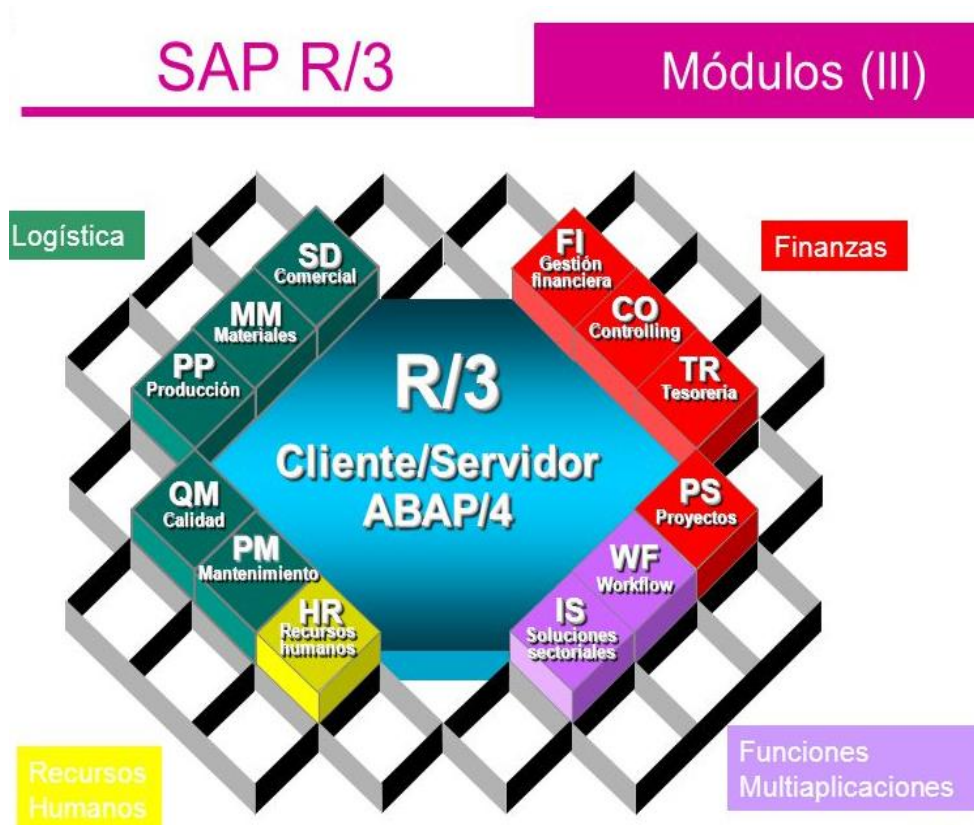 SAP R/3
Módulos (III)
Logística
Finanzas
SD
Comercial
MM
Materiales
PP
Producción
FI
Gestión
financiera
CO
Controlling
TR
Tesorería
R/3
Cliente/Servidor
ABAP/4
QM
Calidad
PM
Mantenimiento
HR
Recursos
humanos
PS
Proyectos
WF
Workflow
IS
Soluciones
sectoriales
Recursos
Humanos
Funciones
Multiaplicaciones